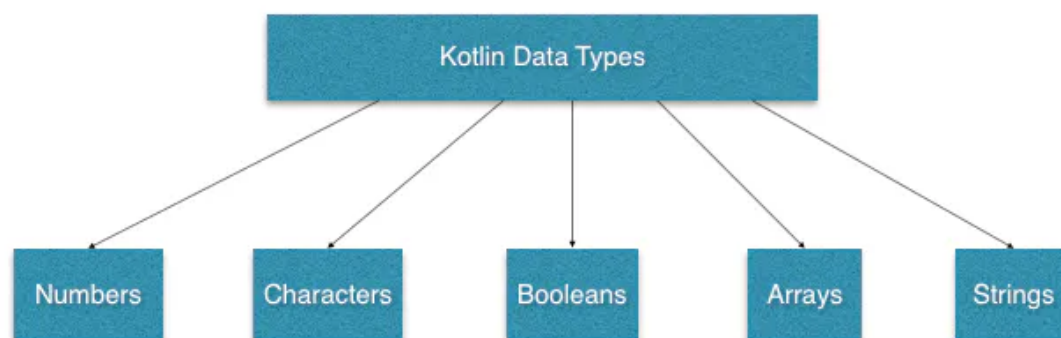 Kotlin Data Types
Numbers
Characters
Booleans
Arrays
Strings